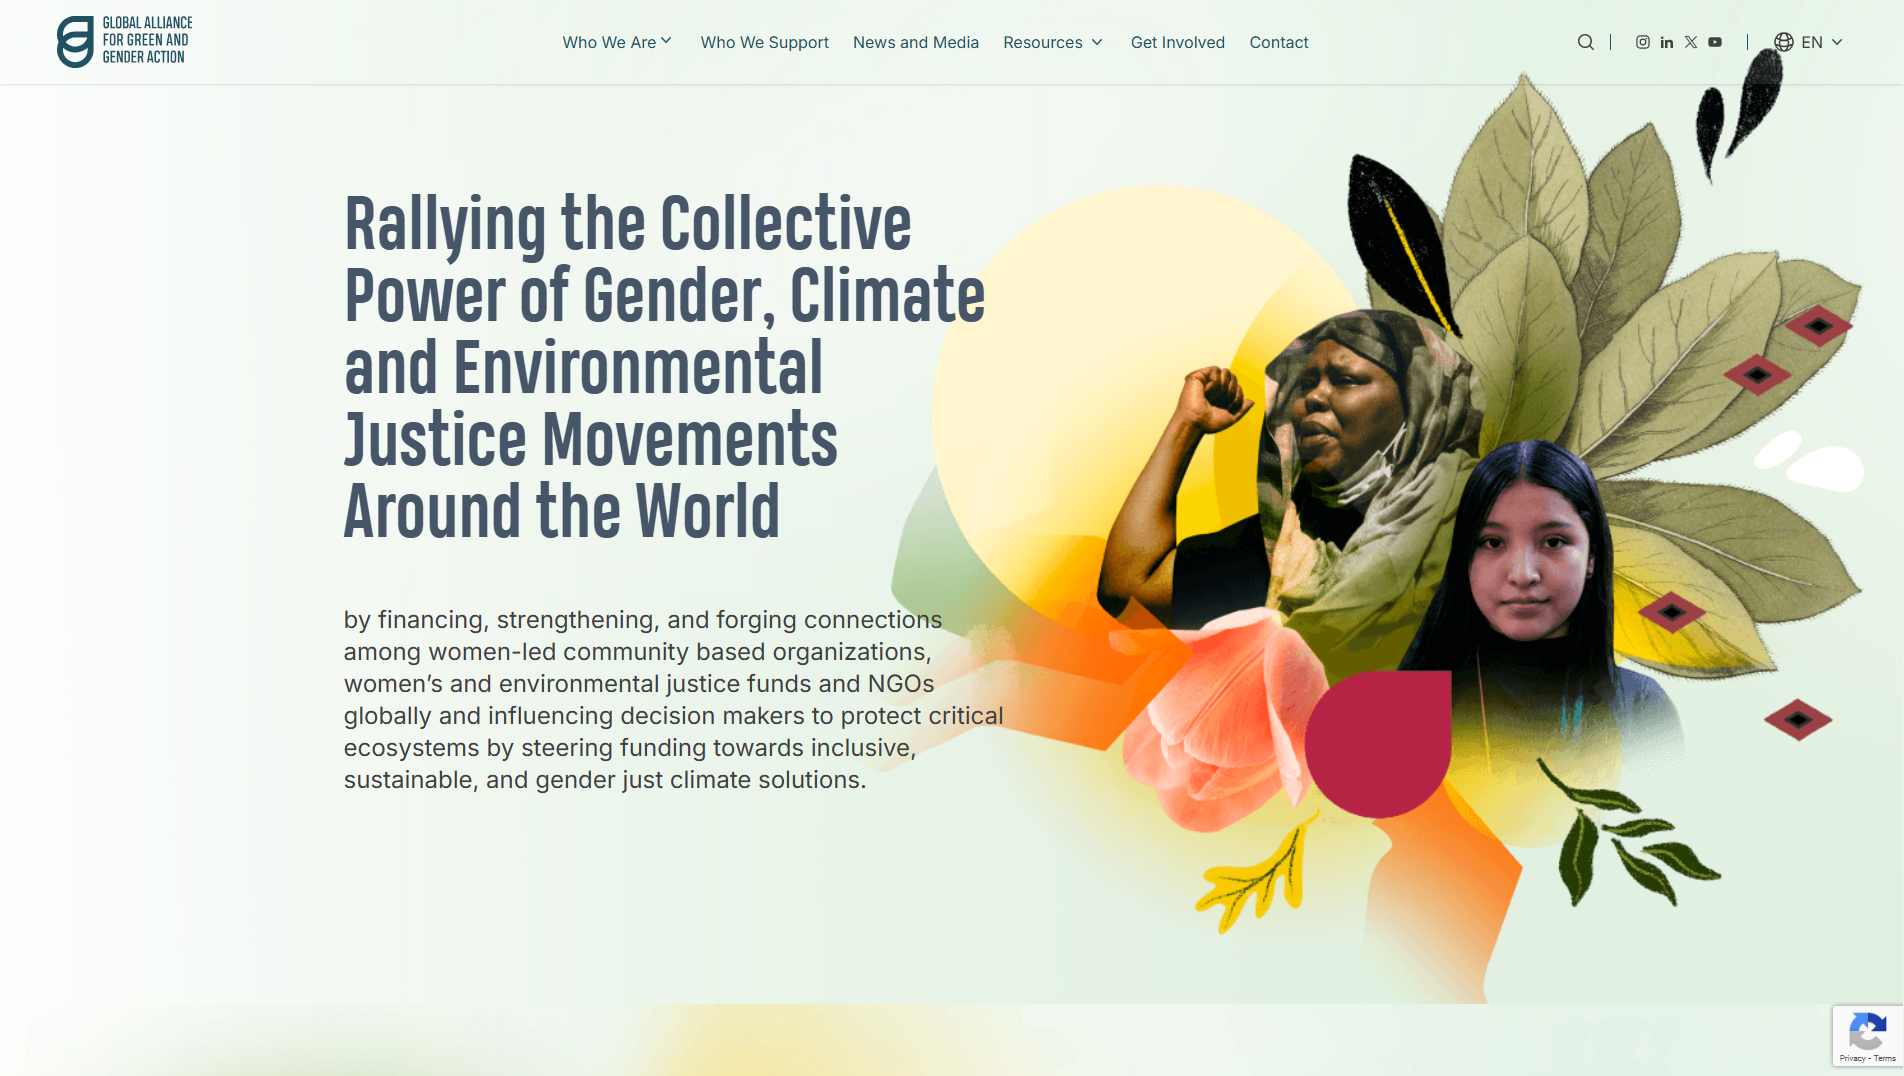 GLOBAL ALLIANCE
FOR GREEN AND
GENDER ACTION
Who We Are
Who We Support
News and Media
Resources
Get Involved
Contact
EN
Rallying the Collective
Power of Gender, Climate
and Environmental
Justice Movements
Around the World
by financing, strengthening, and forging connections
among women-led community based organizations,
women’s and environmental justice funds and NGOs
globally and influencing decision makers to protect critical
ecosystems by steering funding towards inclusive,
sustainable, and gender just climate solutions.
Privacy - Terms